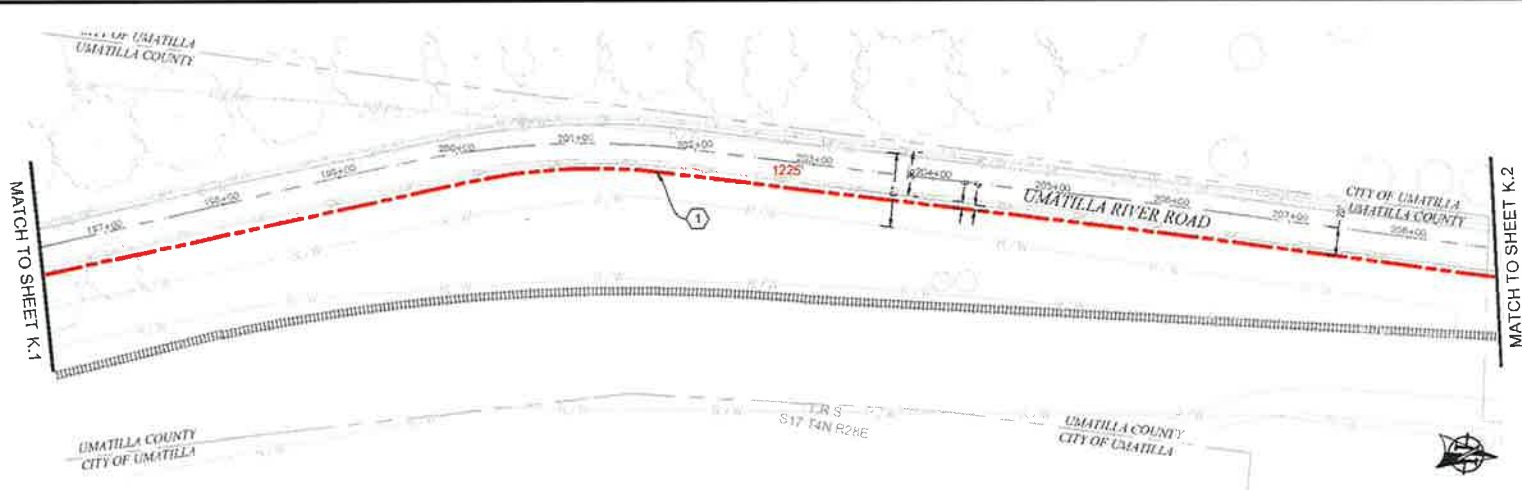 UMATILLA COUNTY
MATCH TO SHEET K.1
197+00
198+00
199+00
200+00
201+00
202+00
203+00
1225'
204+00
205+00
206+00
207+00
208+00
UMATILLA RIVER ROAD
CITY OF UMATILLA
UMATILLA COUNTY
MATCH TO SHEET K.2
1
R/W
R/W
R/W
R/W
T R S
S17 T4N R28E
UMATILLA COUNTY
CITY OF UMATILLA
UMATILLA COUNTY
CITY OF UMATILLA